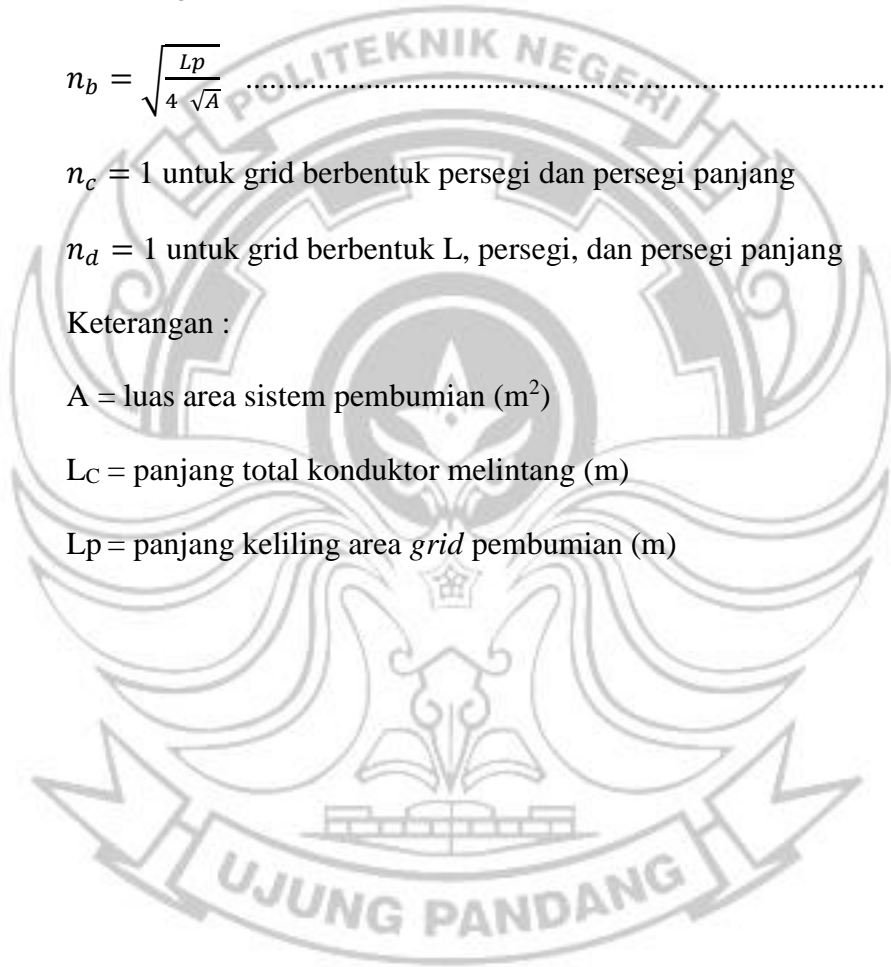 n_b = √(Lp / 4 √A) ................................................................................
n_c = 1 untuk grid berbentuk persegi dan persegi panjang
n_d = 1 untuk grid berbentuk L, persegi, dan persegi panjang
Keterangan :
A = luas area sistem pembumian (m²)
L_C = panjang total konduktor melintang (m)
Lp = panjang keliling area grid pembumian (m)
POLITEKNIK NEGERI
UJUNG PANDANG